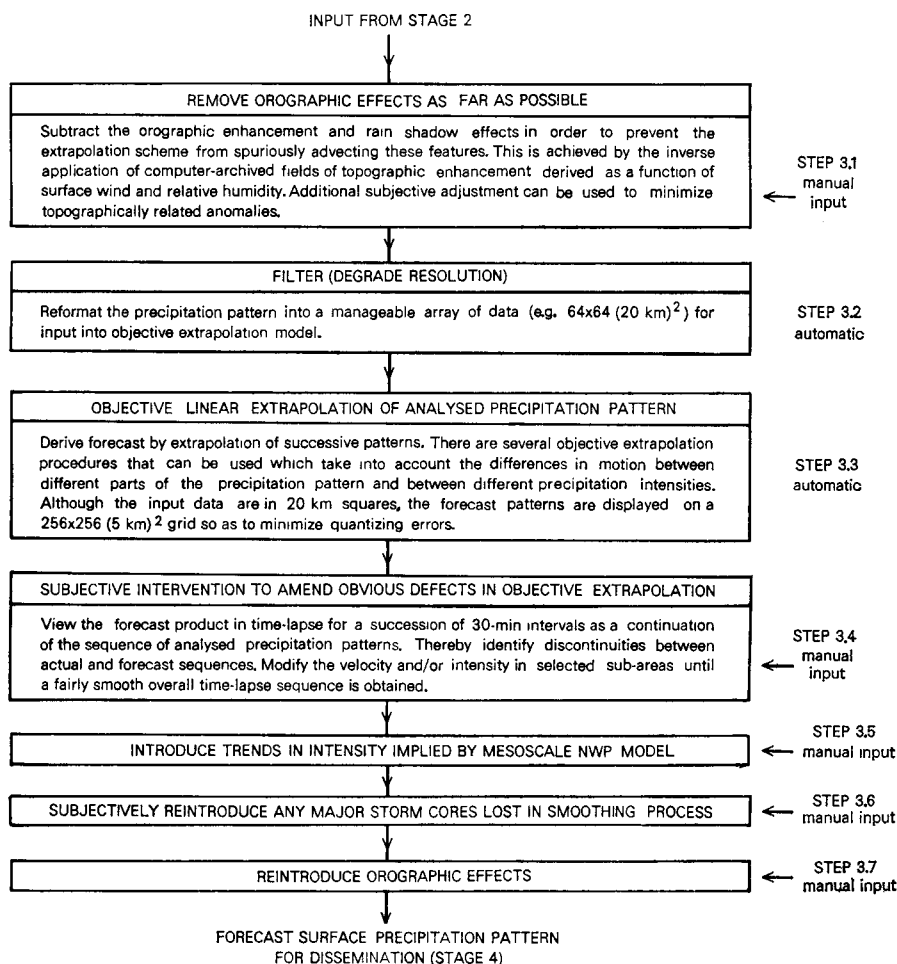 INPUT FROM STAGE 2
REMOVE OROGRAPHIC EFFECTS AS FAR AS POSSIBLE
Subtract the orographic enhancement and rain shadow effects in order to prevent the
extrapolation scheme from spuriously advecting these features. This is achieved by the inverse
application of computer-archived fields of topographic enhancement derived as a function of
surface wind and relative humidity. Additional subjective adjustment can be used to minimize
topographically related anomalies.
STEP 3.1
manual
input
FILTER (DEGRADE RESOLUTION)
Reformat the precipitation pattern into a manageable array of data (e.g. 64x64 (20 km)²) for
input into objective extrapolation model.
STEP 3.2
automatic
OBJECTIVE LINEAR EXTRAPOLATION OF ANALYSED PRECIPITATION PATTERN
Derive forecast by extrapolation of successive patterns. There are several objective extrapolation
procedures that can be used which take into account the differences in motion between
different parts of the precipitation pattern and between different precipitation intensities.
Although the input data are in 20 km squares, the forecast patterns are displayed on a
256x256 (5 km)² grid so as to minimize quantizing errors.
STEP 3.3
automatic
SUBJECTIVE INTERVENTION TO AMEND OBVIOUS DEFECTS IN OBJECTIVE EXTRAPOLATION
View the forecast product in time-lapse for a succession of 30-min intervals as a continuation
of the sequence of analysed precipitation patterns. Thereby identify discontinuities between
actual and forecast sequences. Modify the velocity and/or intensity in selected sub-areas until
a fairly smooth overall time-lapse sequence is obtained.
STEP 3.4
manual
input
INTRODUCE TRENDS IN INTENSITY IMPLIED BY MESOSCALE NWP MODEL
STEP 3.5
manual input
SUBJECTIVELY REINTRODUCE ANY MAJOR STORM CORES LOST IN SMOOTHING PROCESS
STEP 3.6
manual input
REINTRODUCE OROGRAPHIC EFFECTS
STEP 3.7
manual input
FORECAST SURFACE PRECIPITATION PATTERN
FOR DISSEMINATION (STAGE 4)